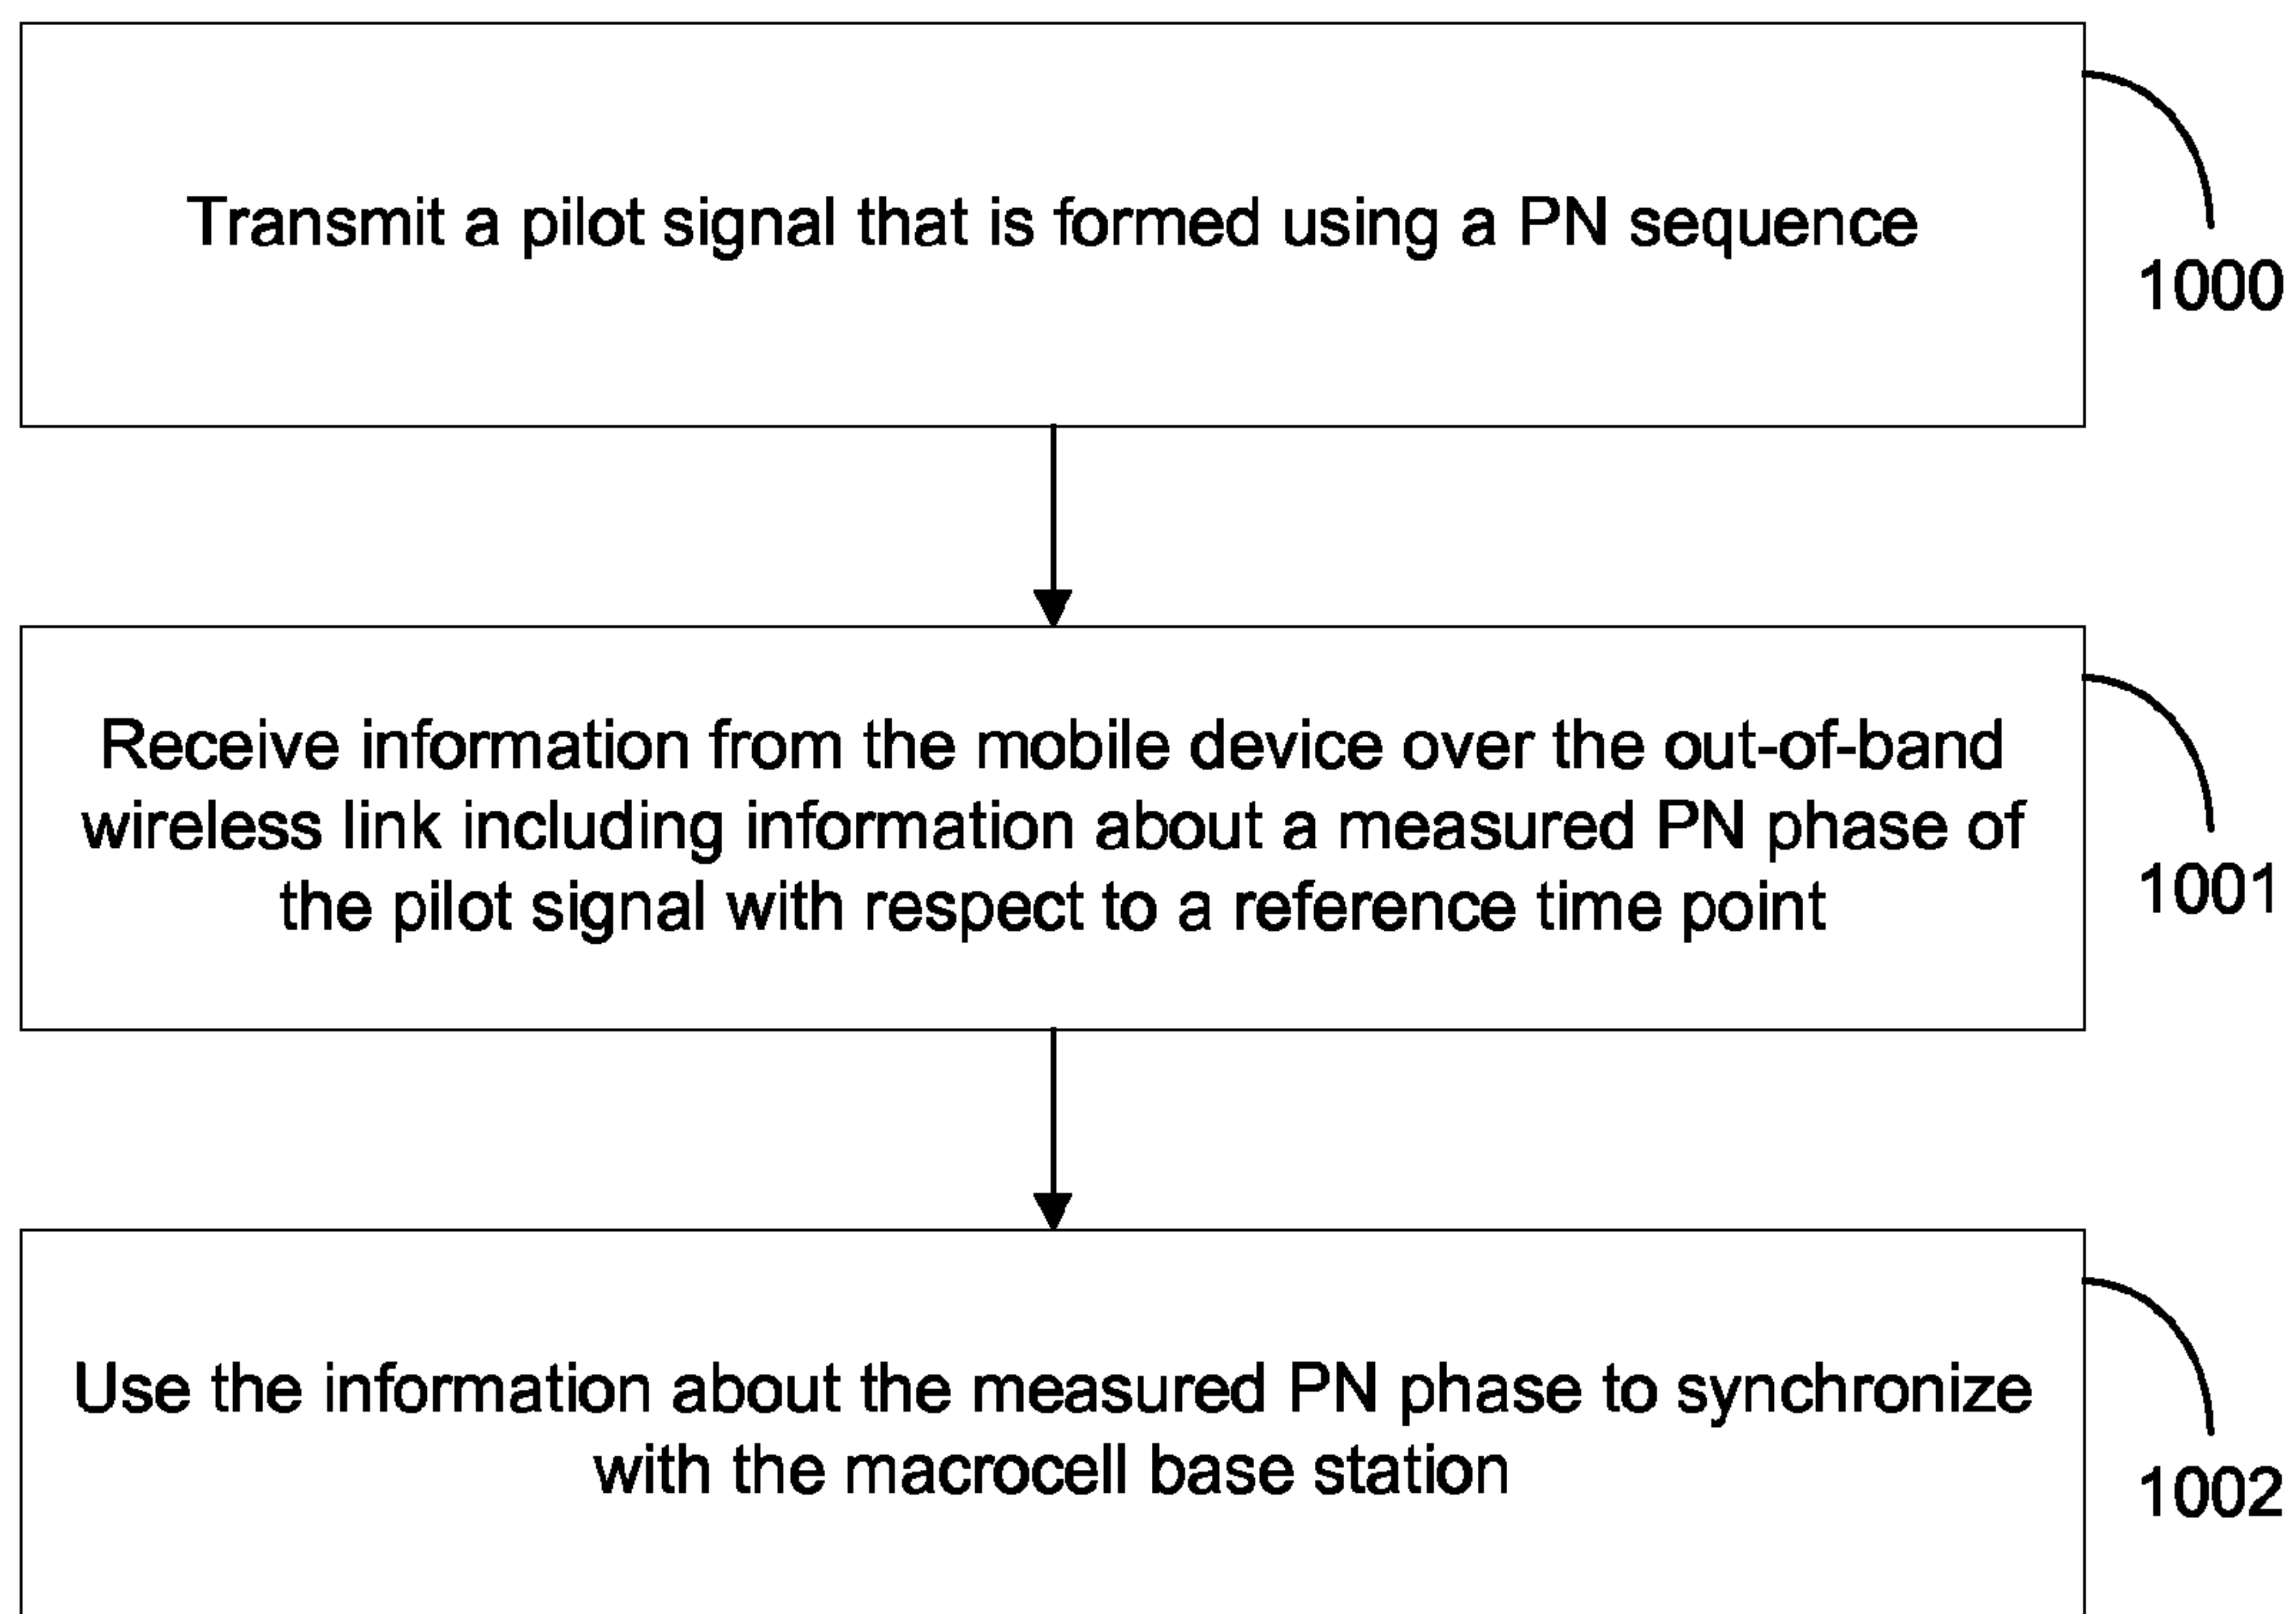 Transmit a pilot signal that is formed using a PN sequence
1000
Receive information from the mobile device over the out-of-band
wireless link including information about a measured PN phase of
the pilot signal with respect to a reference time point
1001
Use the information about the measured PN phase to synchronize
with the macrocell base station
1002